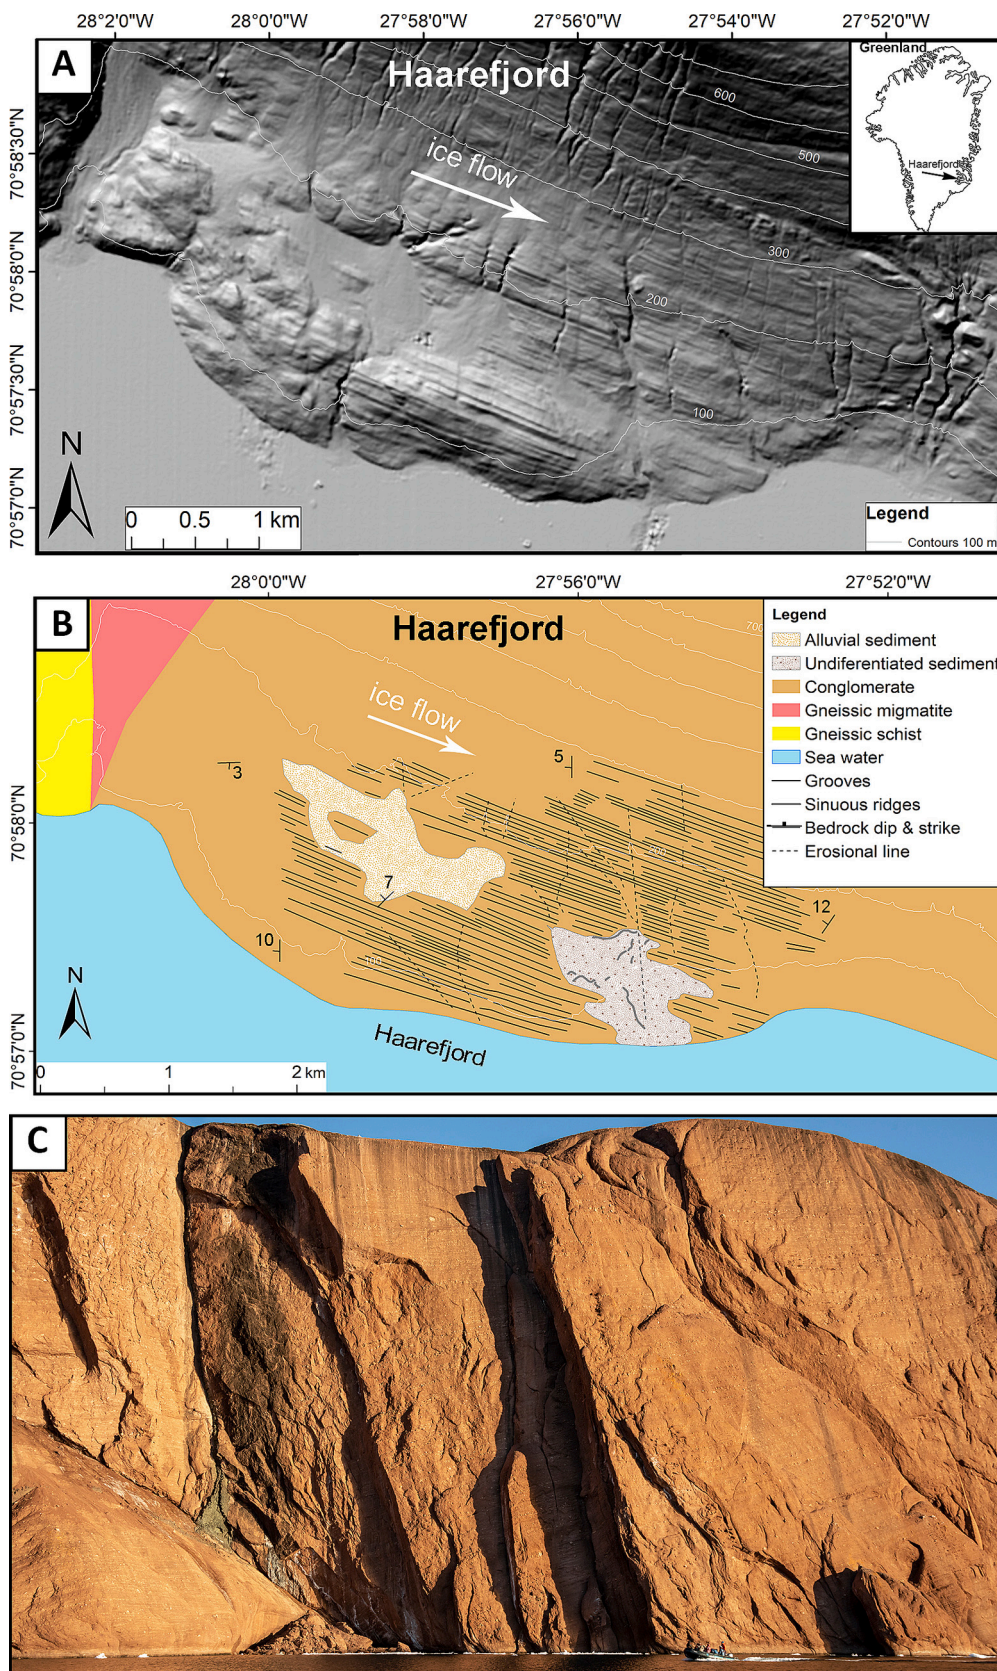 28°2'0"W 28°0'0"W 27°58'0"W 27°56'0"W 27°54'0"W 27°52'0"W
A
Haarefjord
Greenland
Haarefjord
600
500
ice flow
300
200
100
70°58'30"N
70°58'0"N
70°57'30"N
70°57'0"N
N
0 0.5 1 km
Legend
Contours 100 m
28°0'0"W 27°56'0"W 27°52'0"W
B
Haarefjord
700
ice flow
Legend
Alluvial sediment
Undiferentiated sediment
Conglomerate
Gneissic migmatite
Gneissic schist
Sea water
Grooves
Sinuous ridges
Bedrock dip & strike
Erosional line
3
5
7
12
10
100
70°58'0"N
70°57'0"N
N
Haarefjord
0 1 2 km
C